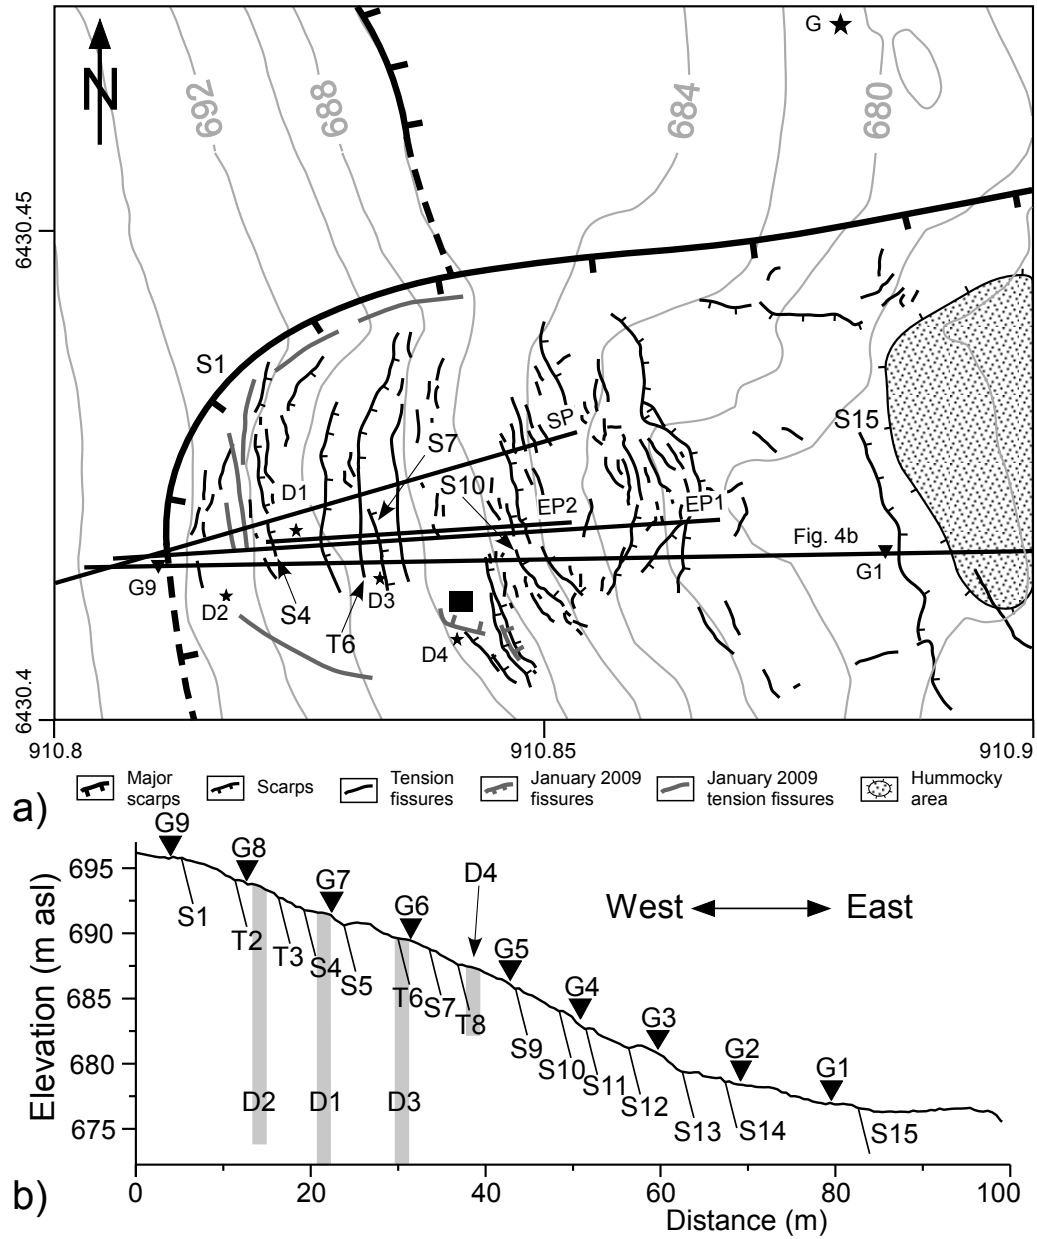 G
N
692
688
684
680
6430.45
S1
SP
S7
S15
S10
D1
EP2
EP1
Fig. 4b
G9
G1
D2
S4
D3
T6
D4
6430.4
910.8
910.85
910.9
Major scarps
Scarps
Tension fissures
January 2009 fissures
January 2009 tension fissures
Hummocky area
a)
G9
G8
G7
G6
D4
G5
G4
G3
G2
G1
West
East
Elevation (m asl)
695
690
685
680
675
S1
T2
T3
S4
S5
T6
S7
T8
S9
S10
S11
S12
S13
S14
S15
D2
D1
D3
b)
0
20
40
60
80
100
Distance (m)